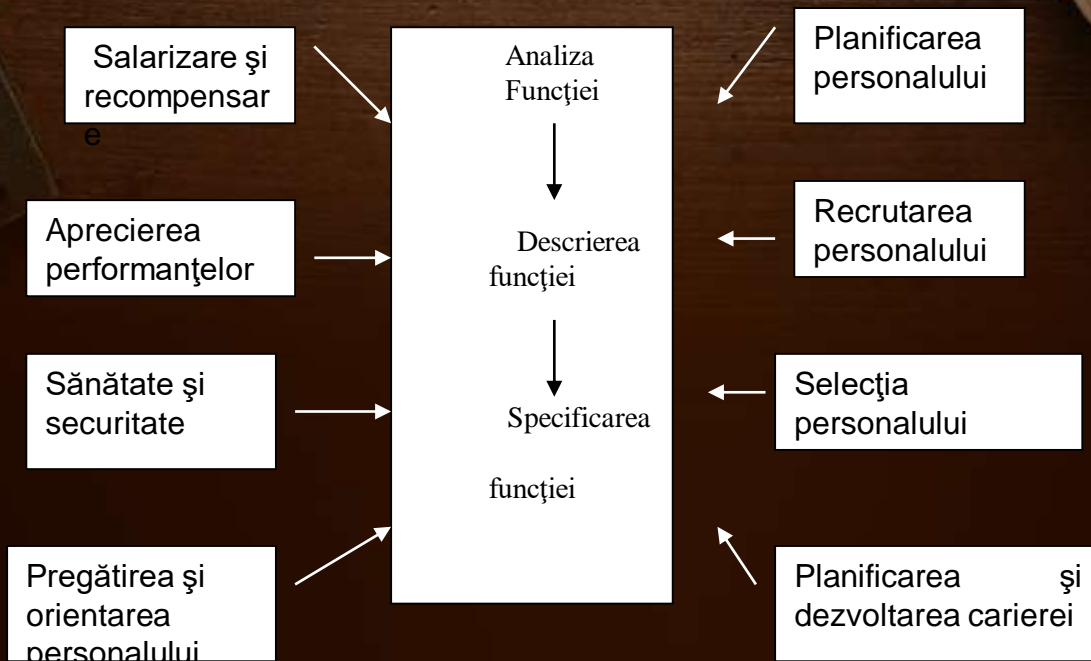 Salarizare şi
recompensar
e
Aprecierea
performanţelor
Sănătate şi
securitate
Pregătirea şi
orientarea
personalului
Analiza
Funcţiei
Descrierea
funcţiei
Specificarea
funcţiei
Planificarea
personalului
Recrutarea
personalului
Selecţia
personalului
Planificarea şi
dezvoltarea carierei